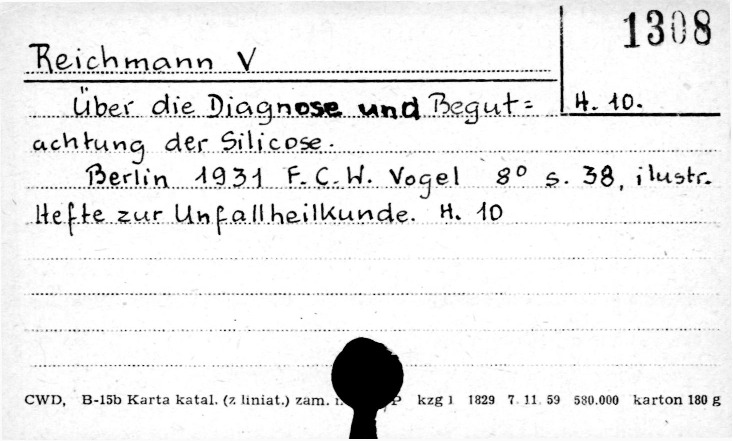 1308
Reichmann V
Über die Diagnose und Begut= H. 10.
achtung der Silicose.
Berlin 1931 F.C.W. Vogel 8° s. 38, ilustr.
Hefte zur Unfallheilkunde. H. 10
CWD, B-15b Karta katal. (z liniat.) zam. P kzg 1 1829 7. 11. 59 580.000 karton 180 g